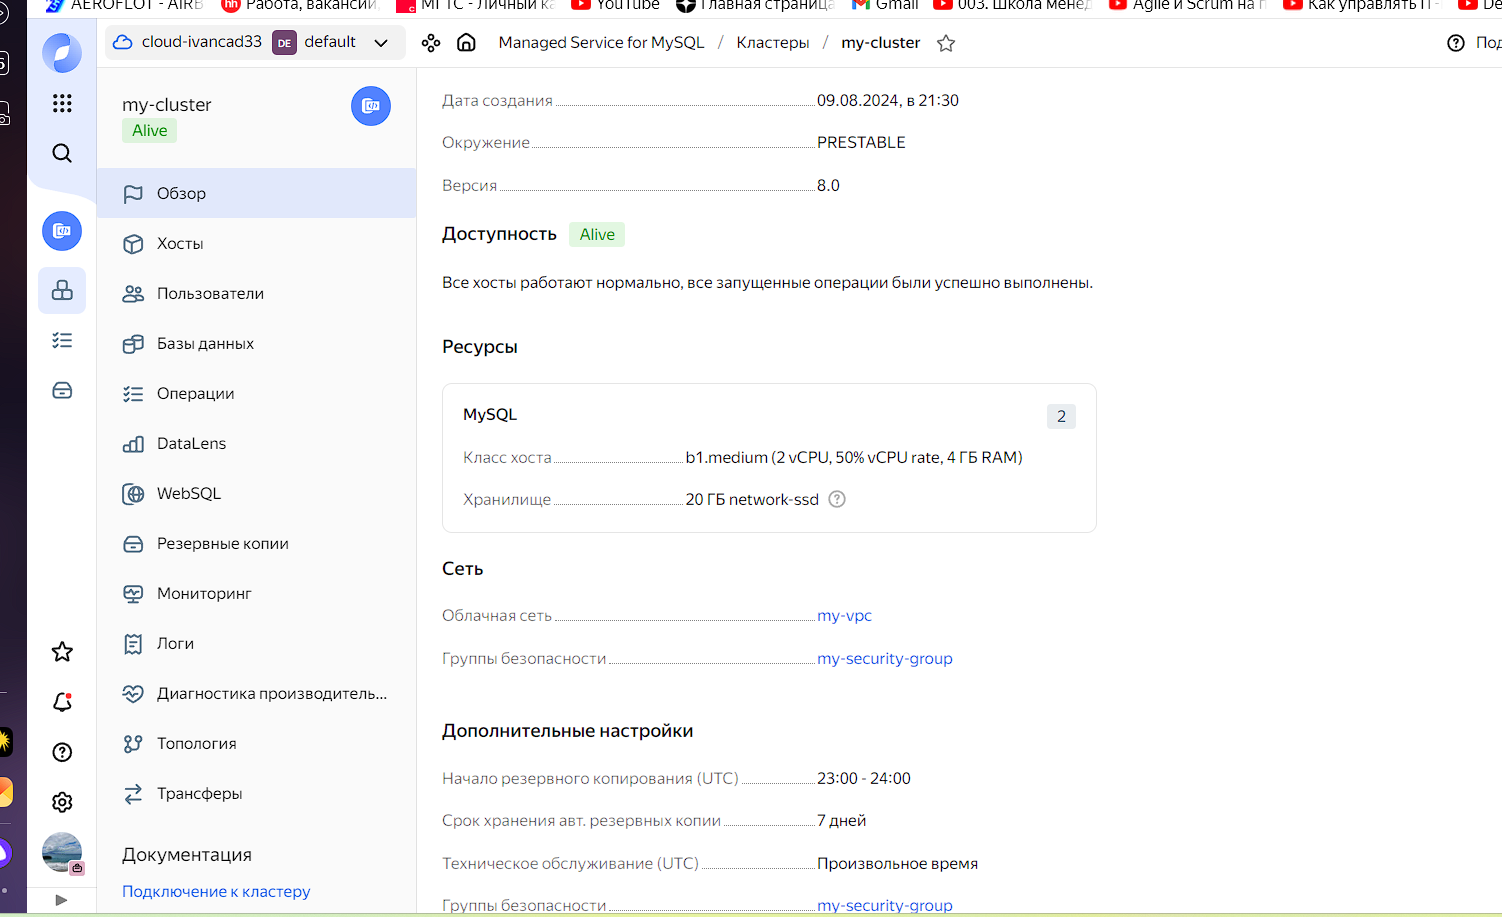 AEROFLOT - AIRB
hh Работа, вакансии,
YouTube
Главная страница
Gmail
003. Школа менед
Agile и Scrum на п
Как управлять IT-
De
cloud-ivancad33 DE default
Managed Service for MySQL / Кластеры / my-cluster
Под
my-cluster
Alive
Обзор
Хосты
Пользователи
Базы данных
Операции
DataLens
WebSQL
Резервные копии
Мониторинг
Логи
Диагностика производитель...
Топология
Трансферы
Документация
Подключение к кластеру
Дата создания 09.08.2024, в 21:30
Окружение PRESTABLE
Версия 8.0
Доступность Alive
Все хосты работают нормально, все запущенные операции были успешно выполнены.
Ресурсы
MySQL 2
Класс хоста b1.medium (2 vCPU, 50% vCPU rate, 4 ГБ RAM)
Хранилище 20 ГБ network-ssd
Сеть
Облачная сеть my-vpc
Группы безопасности my-security-group
Дополнительные настройки
Начало резервного копирования (UTC) 23:00 - 24:00
Срок хранения авт. резервных копии 7 дней
Техническое обслуживание (UTC) Произвольное время
Группы безопасности my-security-group